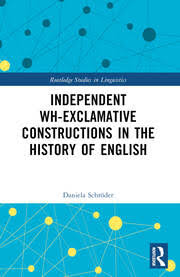 Routledge Studies in Linguistics
INDEPENDENT
WH-EXCLAMATIVE
CONSTRUCTIONS IN THE
HISTORY OF ENGLISH
Daniela Schröder
R
Routledge